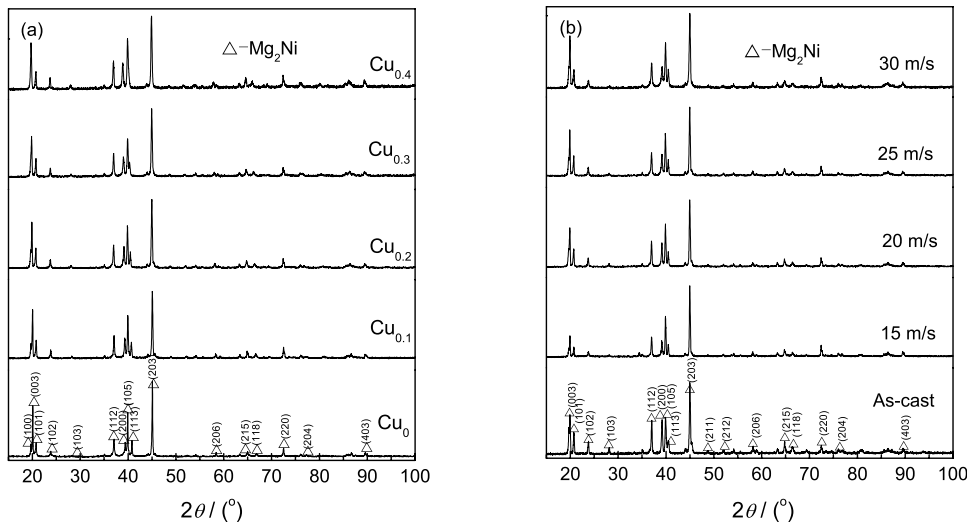 (a)
△−Mg₂Ni
Cu₀.₄
Cu₀.₃
Cu₀.₂
Cu₀.₁
Cu₀
(100)
(003)
(101)
(102)
(103)
(112)
(200)
(105)
(113)
(203)
(206)
(215)
(118)
(220)
(204)
(403)
20 30 40 50 60 70 80 90 100
2θ / (°)
(b)
△−Mg₂Ni
30 m/s
25 m/s
20 m/s
15 m/s
As-cast
(003)
(101)
(102)
(103)
(112)
(200)
(105)
(113)
(203)
(211)
(212)
(206)
(215)
(118)
(220)
(204)
(403)
20 30 40 50 60 70 80 90 100
2θ / (°)